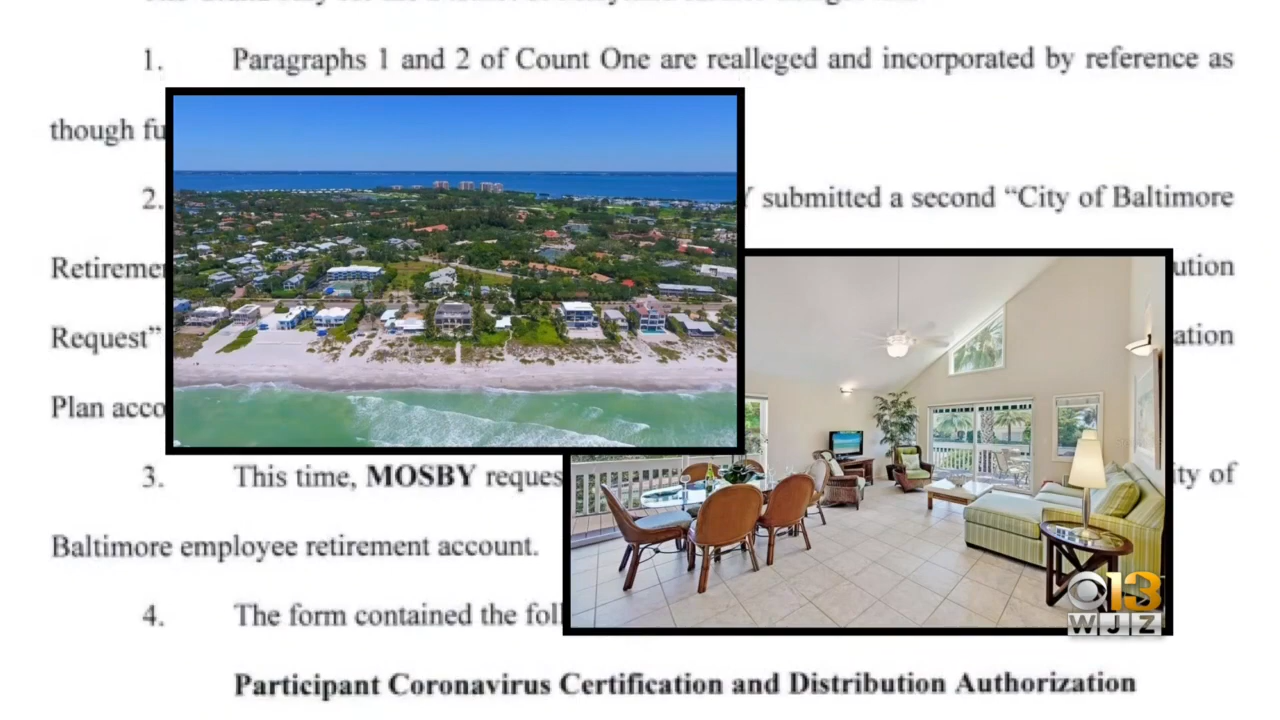 1. Paragraphs 1 and 2 of Count One are realleged and incorporated by reference as
though fu
2. submitted a second “City of Baltimore
Retiremen ution
Request” ation
Plan acco
3. This time, MOSBY reques ity of
Baltimore employee retirement account.
4. The form contained the foll
Participant Coronavirus Certification and Distribution Authorization
13
WJZ